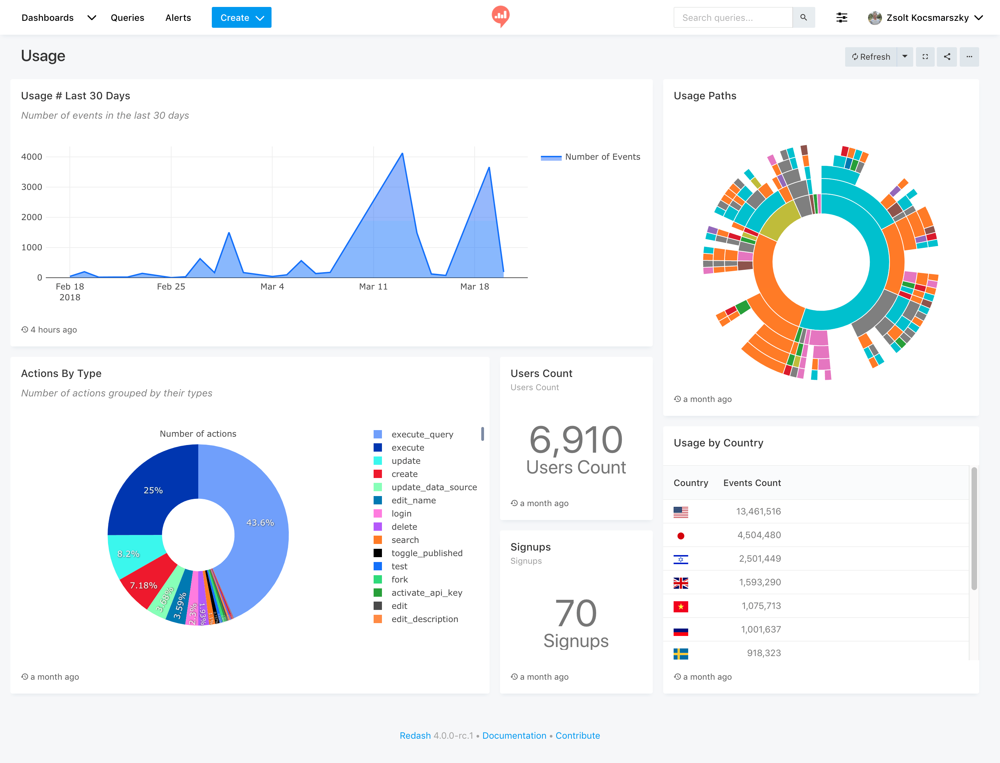 Dashboards Queries Alerts Create Search queries... Zsolt Kocsmarszky
Usage
Refresh
Usage # Last 30 Days
Number of events in the last 30 days
4000
3000
2000
1000
0
Feb 18 Feb 25 Mar 4 Mar 11 Mar 18
2018
Number of Events
4 hours ago
Usage Paths
a month ago
Actions By Type
Number of actions grouped by their types
Number of actions
25%
43.6%
8.2%
7.18%
3.68%
3.59%
2.3%
1.93%
execute_query
execute
update
create
update_data_source
edit_name
login
delete
search
toggle_published
test
fork
activate_api_key
edit
edit_description
a month ago
Users Count
Users Count
6,910
Users Count
a month ago
Signups
Signups
70
Signups
a month ago
Usage by Country
Country Events Count
13,461,516
4,504,480
2,501,449
1,593,290
1,075,713
1,001,637
918,323
a month ago
Redash 4.0.0-rc.1 • Documentation • Contribute